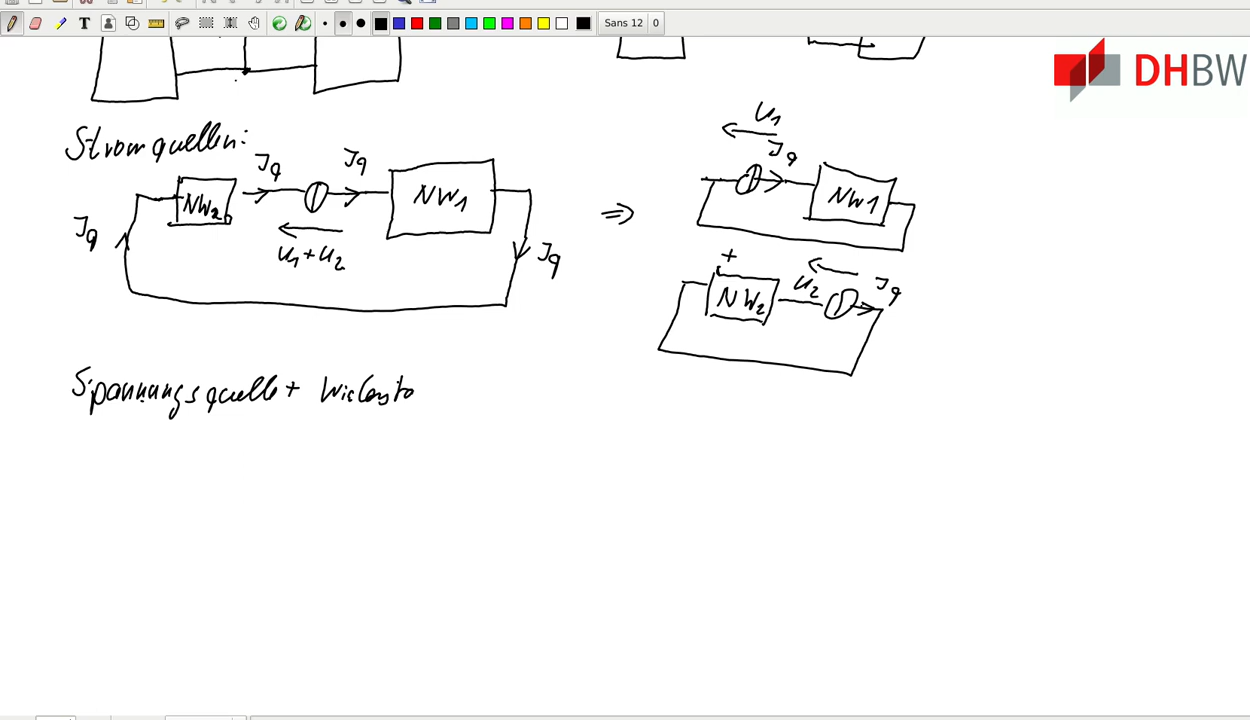 Sans 12 0
DHBW
Stromquellen:
Jq Jq
NW2 NW1
Jq U1+U2 Jq
⇒
U1
Jq
NW1
+
NW2 U2 Jq
Spannungsquelle +